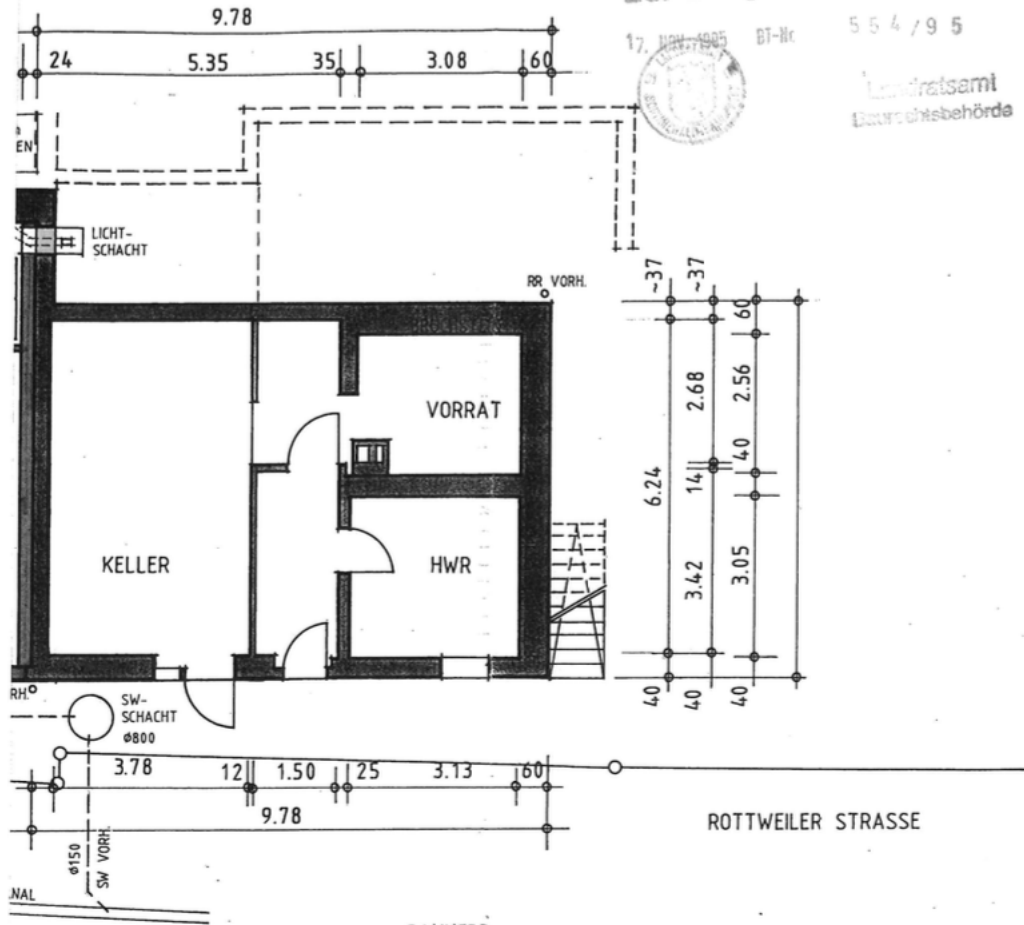 9.78
17. NOV. 1995 BT-Nr. 554/95
24 5.35 35 3.08 60
Landratsamt
Baurechtsbehörde
EN
LICHT-
SCHACHT
RR VORH.
~37 ~37 60
VORRAT
2.68 2.56
40
6.24 14
KELLER
HWR
3.42 3.05
40 40 40
RH.
SW-
SCHACHT
ø800
3.78 12 1.50 25 3.13 60
9.78
ROTTWEILER STRASSE
ø150
SW VORH.
NAL